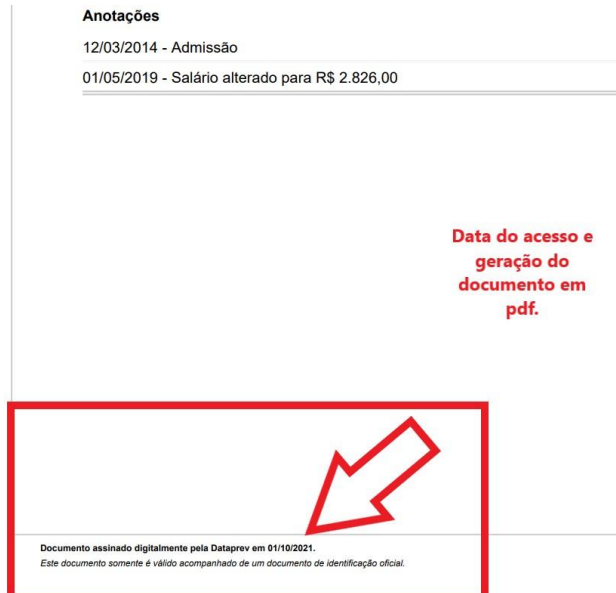 Anotações
12/03/2014 - Admissão
01/05/2019 - Salário alterado para R$ 2.826,00
Data do acesso e
geração do
documento em
pdf.
Documento assinado digitalmente pela Dataprev em 01/10/2021.
Este documento somente é válido acompanhado de um documento de identificação oficial.